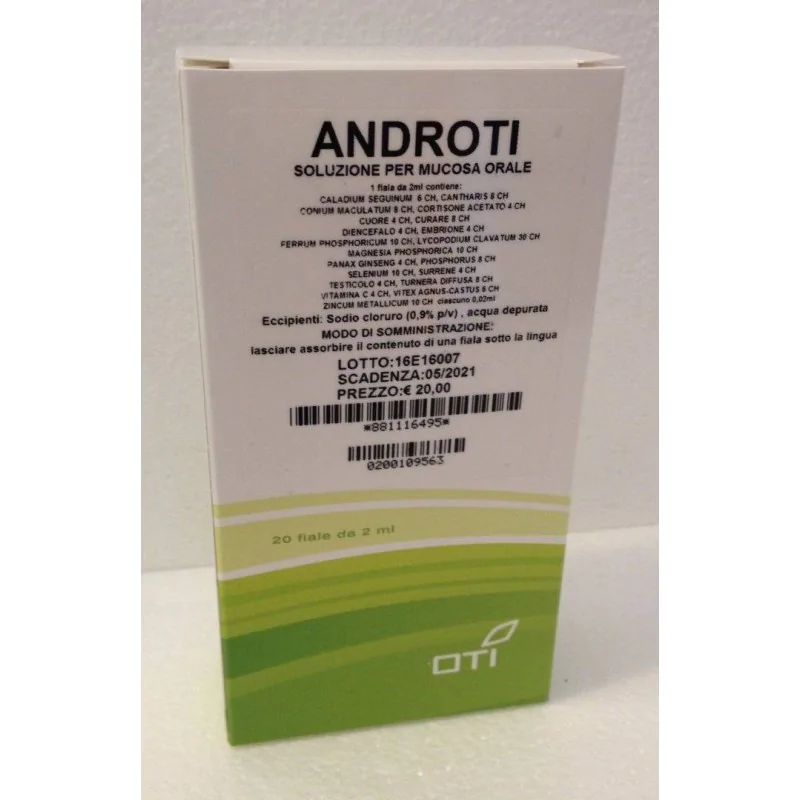 ANDROTI
SOLUZIONE PER MUCOSA ORALE
1 fiala da 2ml contiene:
CALADIUM SEGUINUM 6 CH, CANTHARIS 8 CH
CONIUM MACULATUM 8 CH, CORTISONE ACETATO 4 CH
CUORE 4 CH, CURARE 8 CH
DIENCEFALO 4 CH, EMBRIONE 4 CH
FERRUM PHOSPHORICUM 10 CH, LYCOPODIUM CLAVATUM 30 CH
MAGNESIA PHOSPHORICA 10 CH
PANAX GINSENG 4 CH, PHOSPHORUS 8 CH
SELENIUM 10 CH, SURRENE 4 CH
TESTICOLO 4 CH, TURNERA DIFFUSA 8 CH
VITAMINA C 4 CH, VITEX AGNUS-CASTUS 6 CH
ZINCUM METALLICUM 10 CH ciascuno 0,02ml
Eccipienti: Sodio cloruro (0,9% p/v) , acqua depurata
MODO DI SOMMINISTRAZIONE:
lasciare assorbire il contenuto di una fiala sotto la lingua
LOTTO:16E16007
SCADENZA:05/2021
PREZZO:€ 20,00
*881116495*
0200109563
20 fiale da 2 ml
OTI